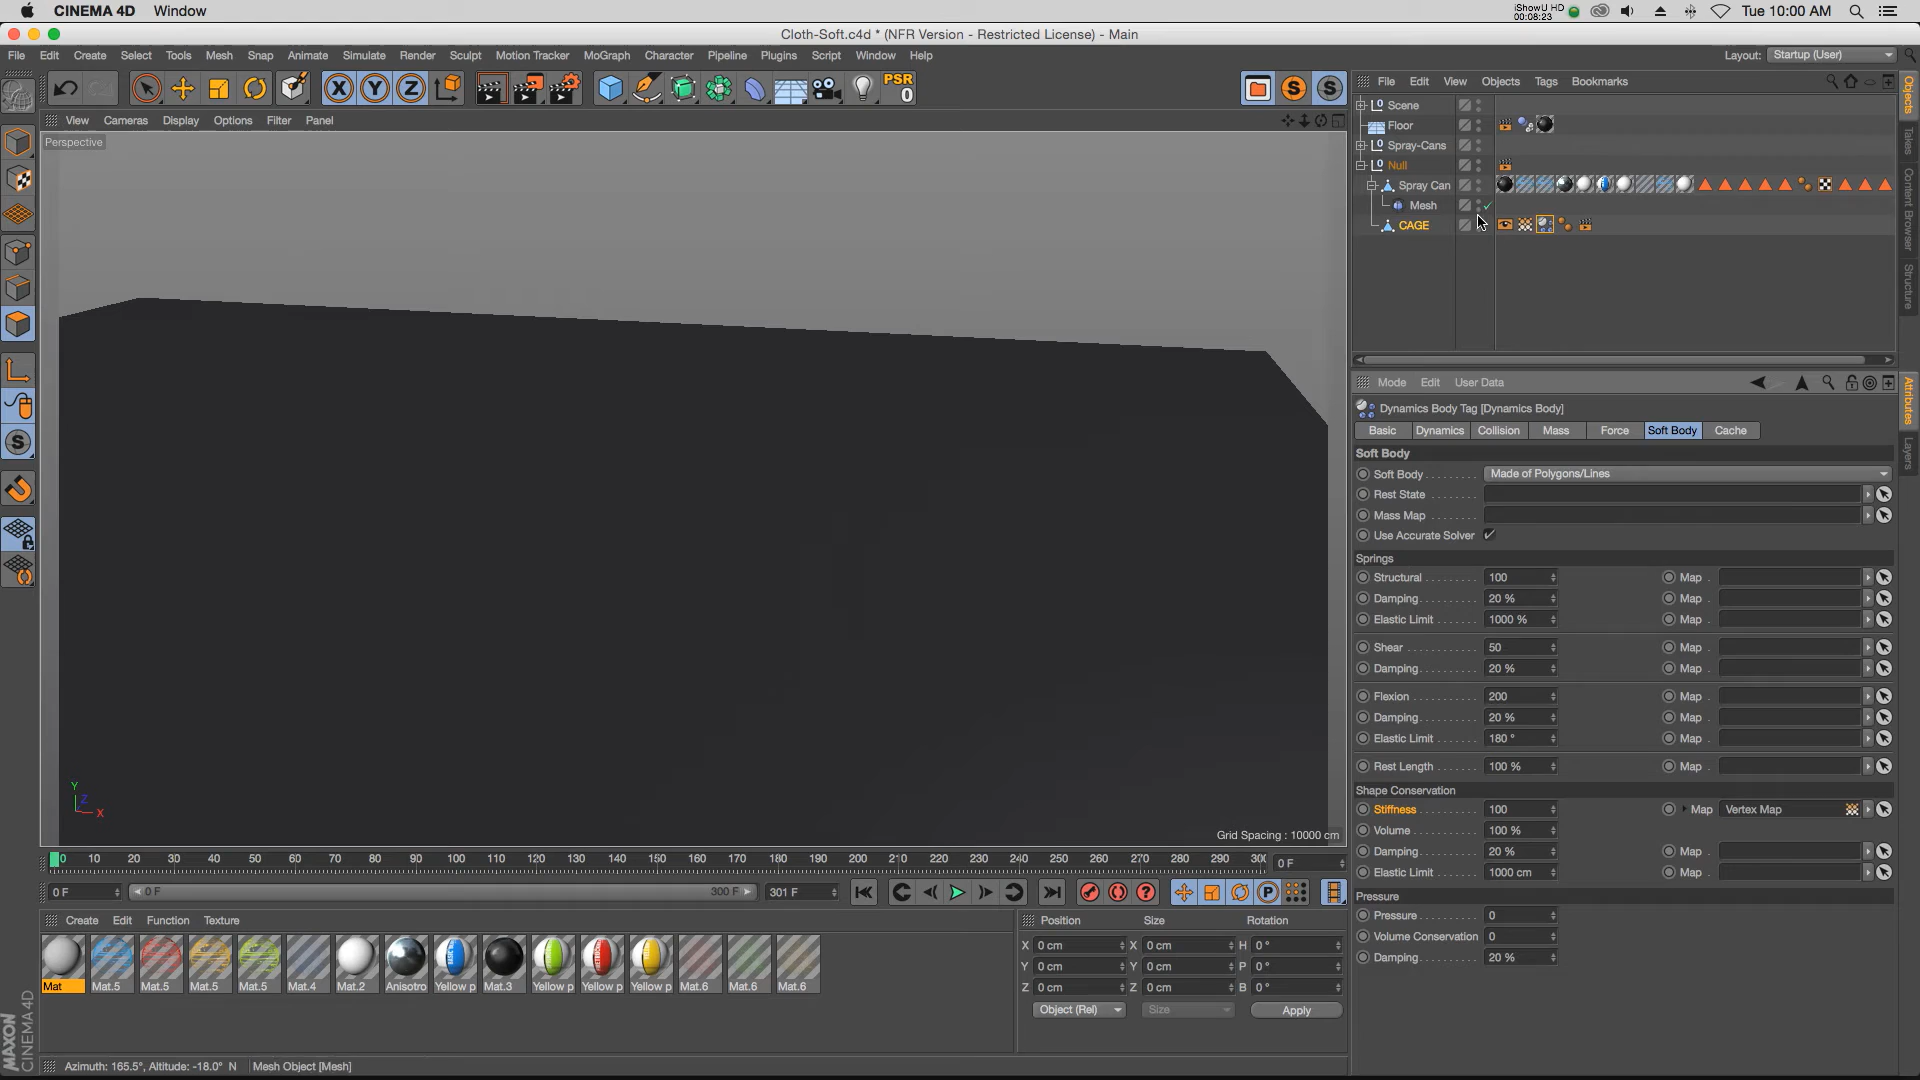 CINEMA 4D Window iShowU HD 00:08:23 Tue 10:00 AM
Cloth-Soft.c4d * (NFR Version - Restricted License) - Main
File Edit Create Select Tools Mesh Snap Animate Simulate Render Sculpt Motion Tracker MoGraph Character Pipeline Plugins Script Window Help Layout: Startup (User)
X Y Z PSR 0 S S
File Edit View Objects Tags Bookmarks
View Cameras Display Options Filter Panel
Perspective
Scene
Floor
Spray-Cans
Null
Spray Can
Mesh
CAGE
Objects
Takes
Content Browser
Structure
Mode Edit User Data
Attributes
Layers
Dynamics Body Tag [Dynamics Body]
Basic Dynamics Collision Mass Force Soft Body Cache
Soft Body
Soft Body Made of Polygons/Lines
Rest State
Mass Map
Use Accurate Solver
Springs
Structural 100 Map
Damping 20 % Map
Elastic Limit 1000 % Map
Shear 50 Map
Damping 20 % Map
Flexion 200 Map
Damping 20 % Map
Elastic Limit 180 ° Map
Rest Length 100 % Map
Shape Conservation
Stiffness 100 Map Vertex Map
Volume 100 %
Damping 20 % Map
Elastic Limit 1000 cm Map
Pressure
Pressure 0
Volume Conservation 0
Damping 20 %
Y Z X
Grid Spacing : 10000 cm
0 10 20 30 40 50 60 70 80 90 100 110 120 130 140 150 160 170 180 190 200 210 220 230 240 250 260 270 280 290 300 0 F
0 F 0 F 300 F 301 F
Create Edit Function Texture
Mat Mat.5 Mat.5 Mat.5 Mat.5 Mat.4 Mat.2 Anisotro Yellow p Mat.3 Yellow p Yellow p Yellow p Mat.6 Mat.6 Mat.6
Position Size Rotation
X 0 cm X 0 cm H 0 °
Y 0 cm Y 0 cm P 0 °
Z 0 cm Z 0 cm B 0 °
Object (Rel) Size Apply
MAXON CINEMA 4D
Azimuth: 165.5°, Altitude: -18.0° N Mesh Object [Mesh]